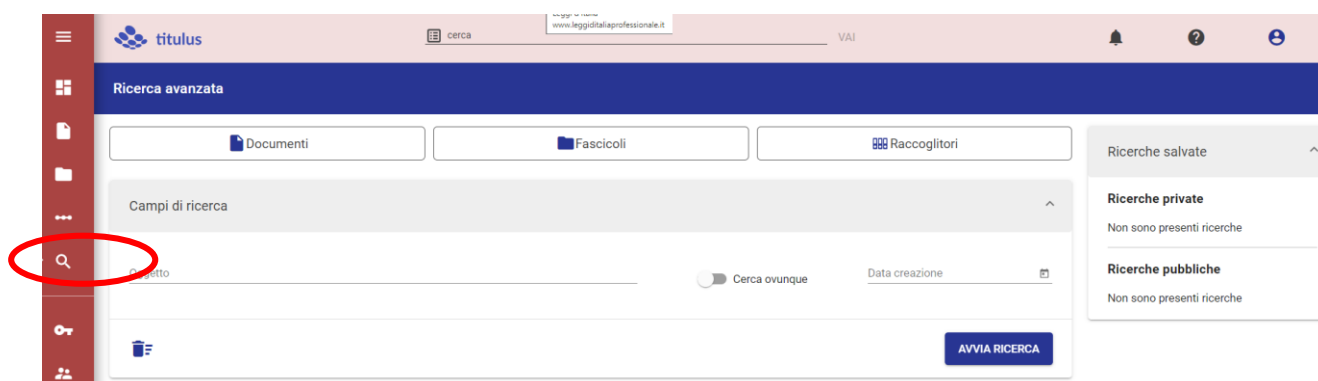 www.leggiditaliaprofessionale.it
titulus
cerca
VAI
Ricerca avanzata
Documenti
Fascicoli
Raccoglitori
Ricerche salvate
Campi di ricerca
Ricerche private
Non sono presenti ricerche
Oggetto
Cerca ovunque
Data creazione
Ricerche pubbliche
Non sono presenti ricerche
AVVIA RICERCA